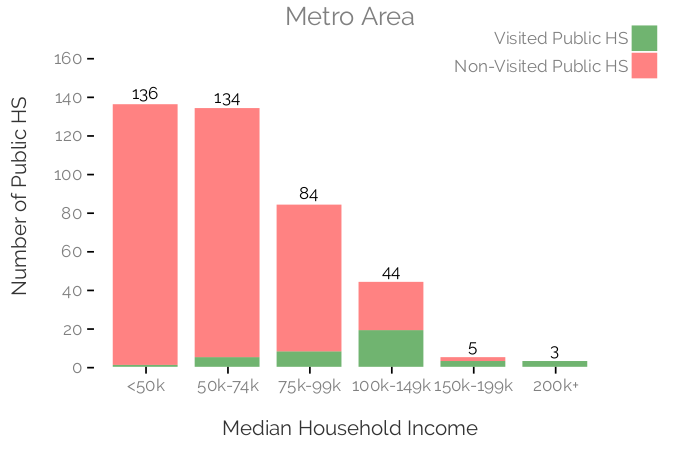 Metro Area
Visited Public HS
Non-Visited Public HS
Number of Public HS
160
140
120
100
80
60
40
20
0
136
134
84
44
5
3
<50k
50k-74k
75k-99k
100k-149k
150k-199k
200k+
Median Household Income